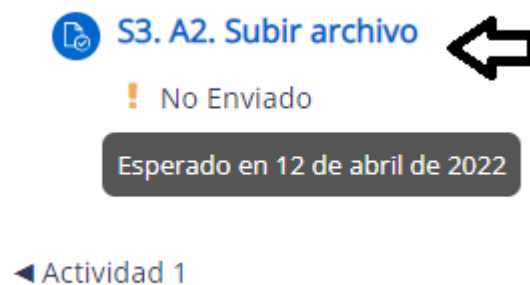 S3. A2. Subir archivo
! No Enviado
Esperado en 12 de abril de 2022
◄ Actividad 1